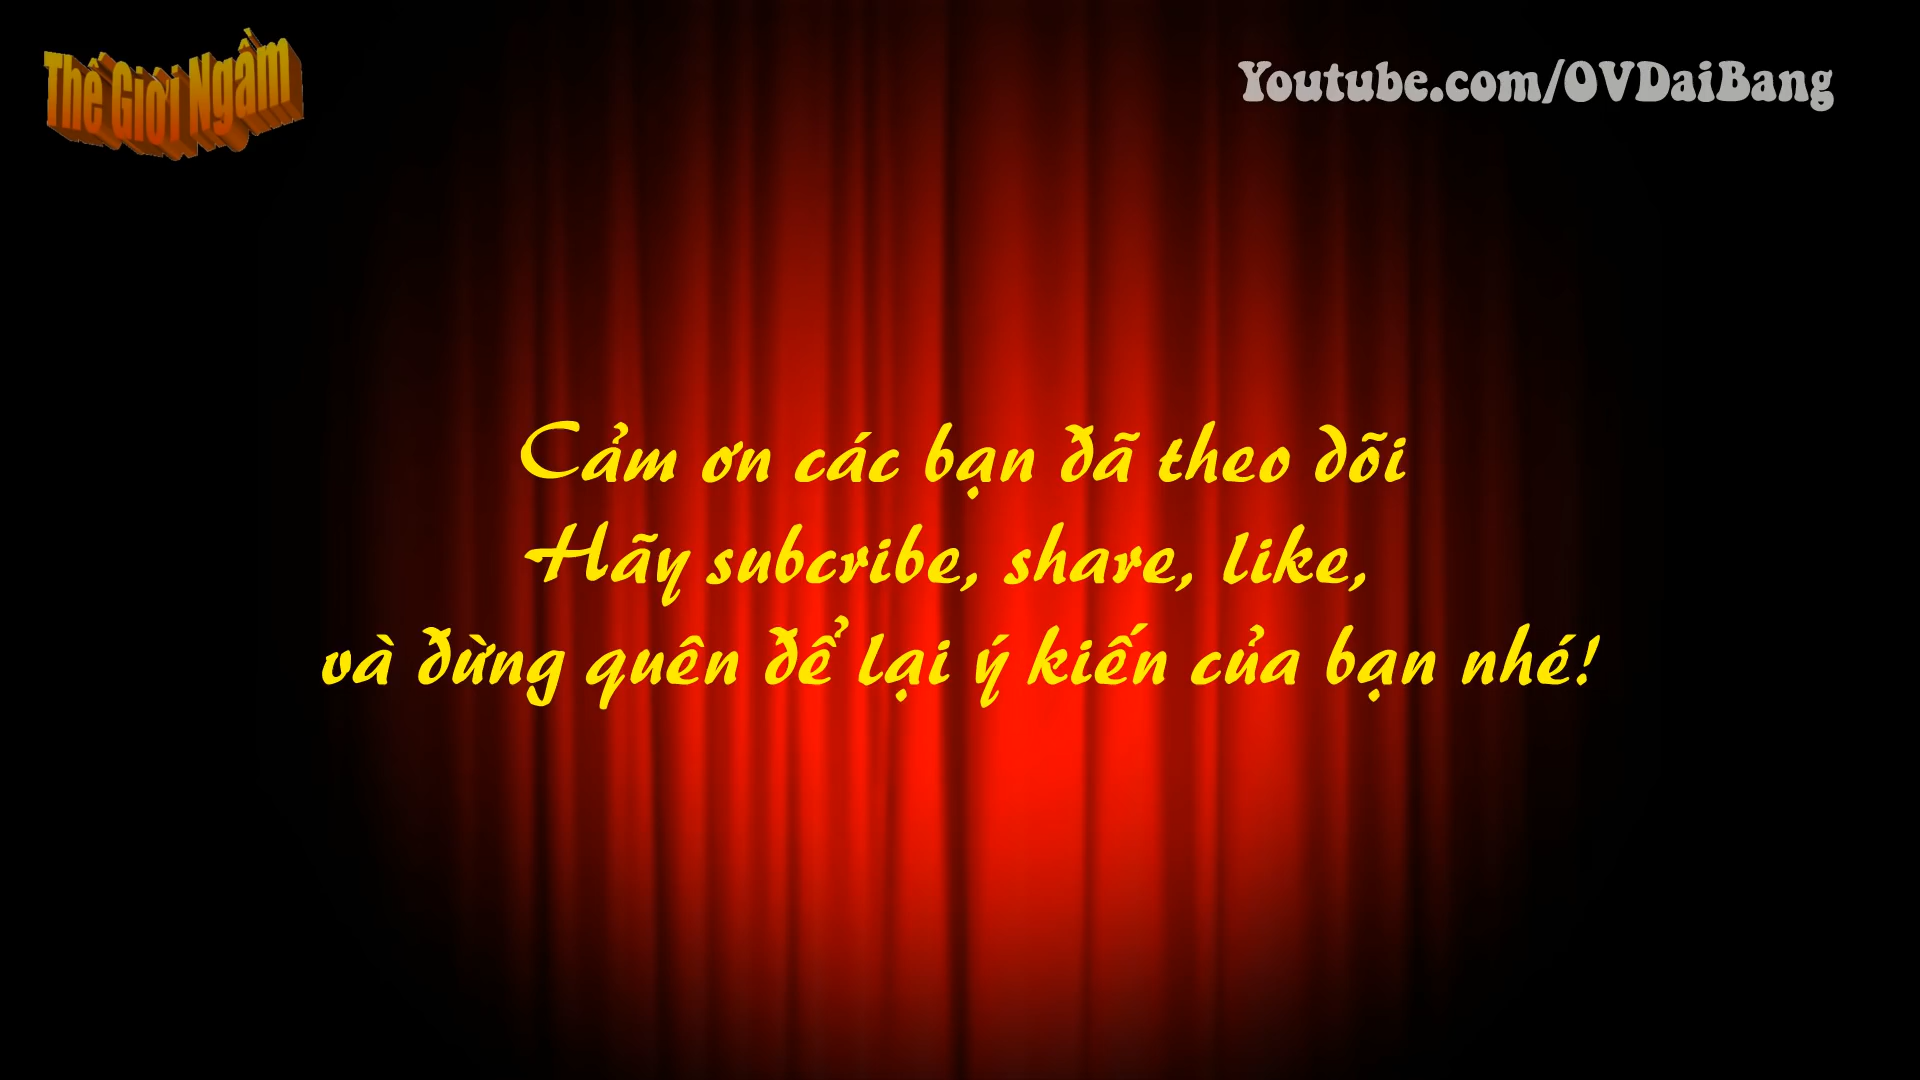 Thế Giới Ngầm
Youtube.com/OVDaiBang
Cảm ơn các bạn đã theo dõi
Hãy subcribe, share, like,
và đừng quên để lại ý kiến của bạn nhé!